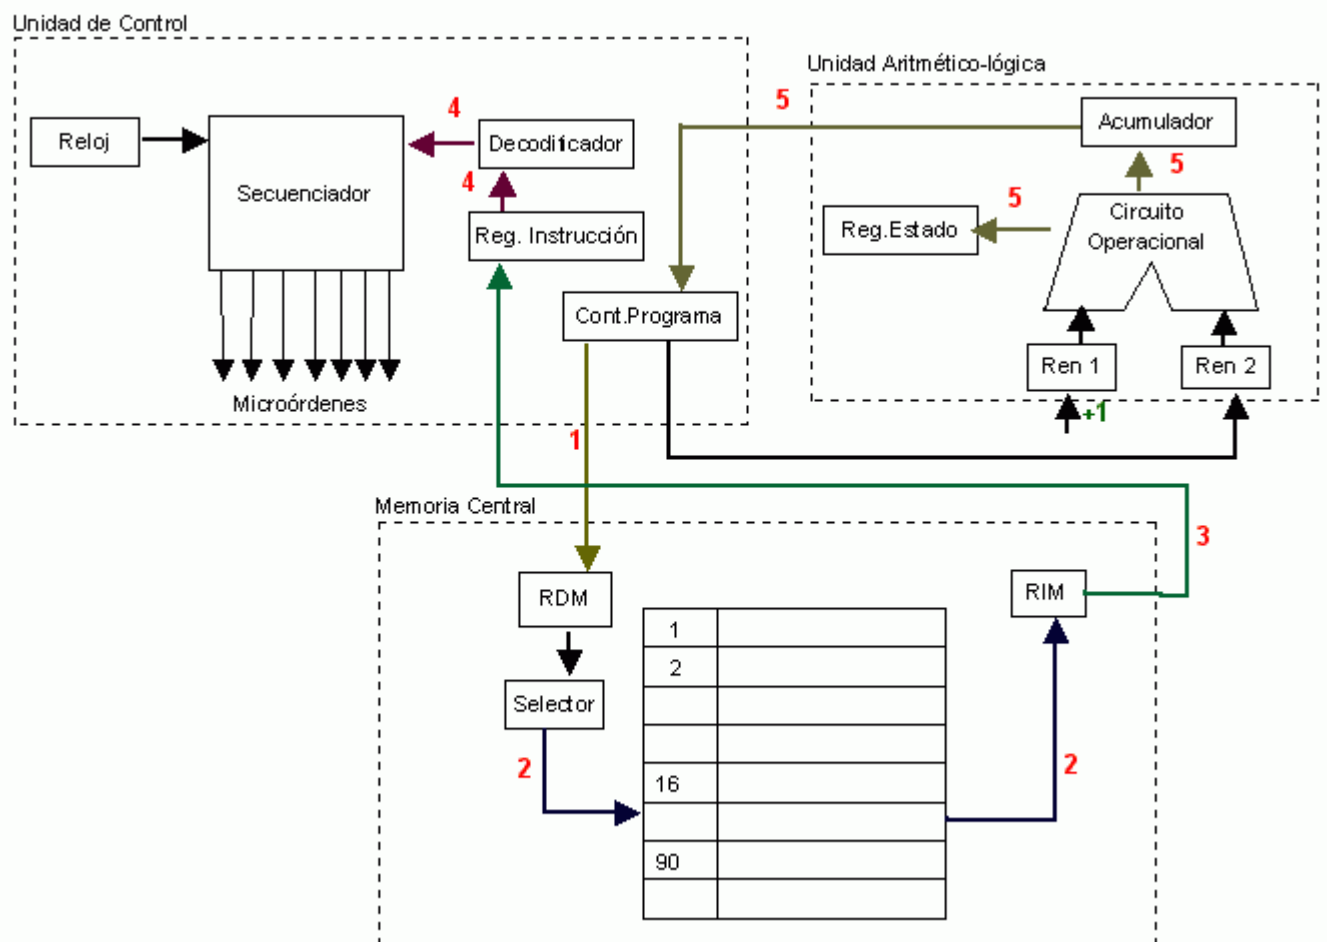 Unidad de Control
Unidad Aritmético-lógica
Reloj
Secuenciador
4
Decodificador
4
Reg. Instrucción
Cont.Programa
Microórdenes
5
Acumulador
5
5
Reg.Estado
Circuito
Operacional
Ren 1
Ren 2
+1
1
Memoria Central
3
RDM
RIM
Selector
2
2
1
2
16
90